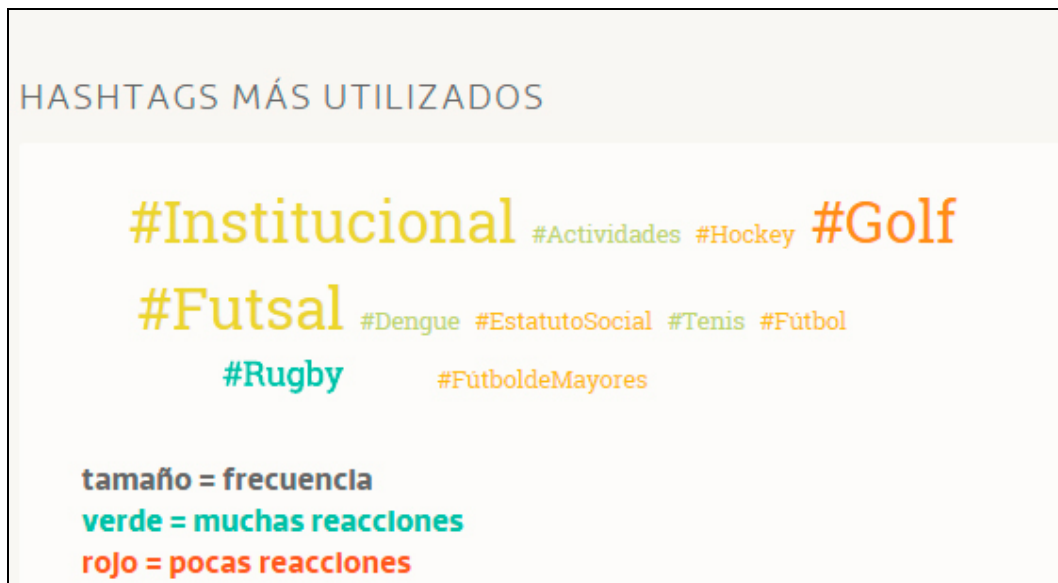 HASHTAGS MÁS UTILIZADOS
#Institucional #Actividades #Hockey #Golf
#Futsal #Dengue #EstatutoSocial #Tenis #Fútbol
#Rugby #FútboldeMayores
tamaño = frecuencia
verde = muchas reacciones
rojo = pocas reacciones